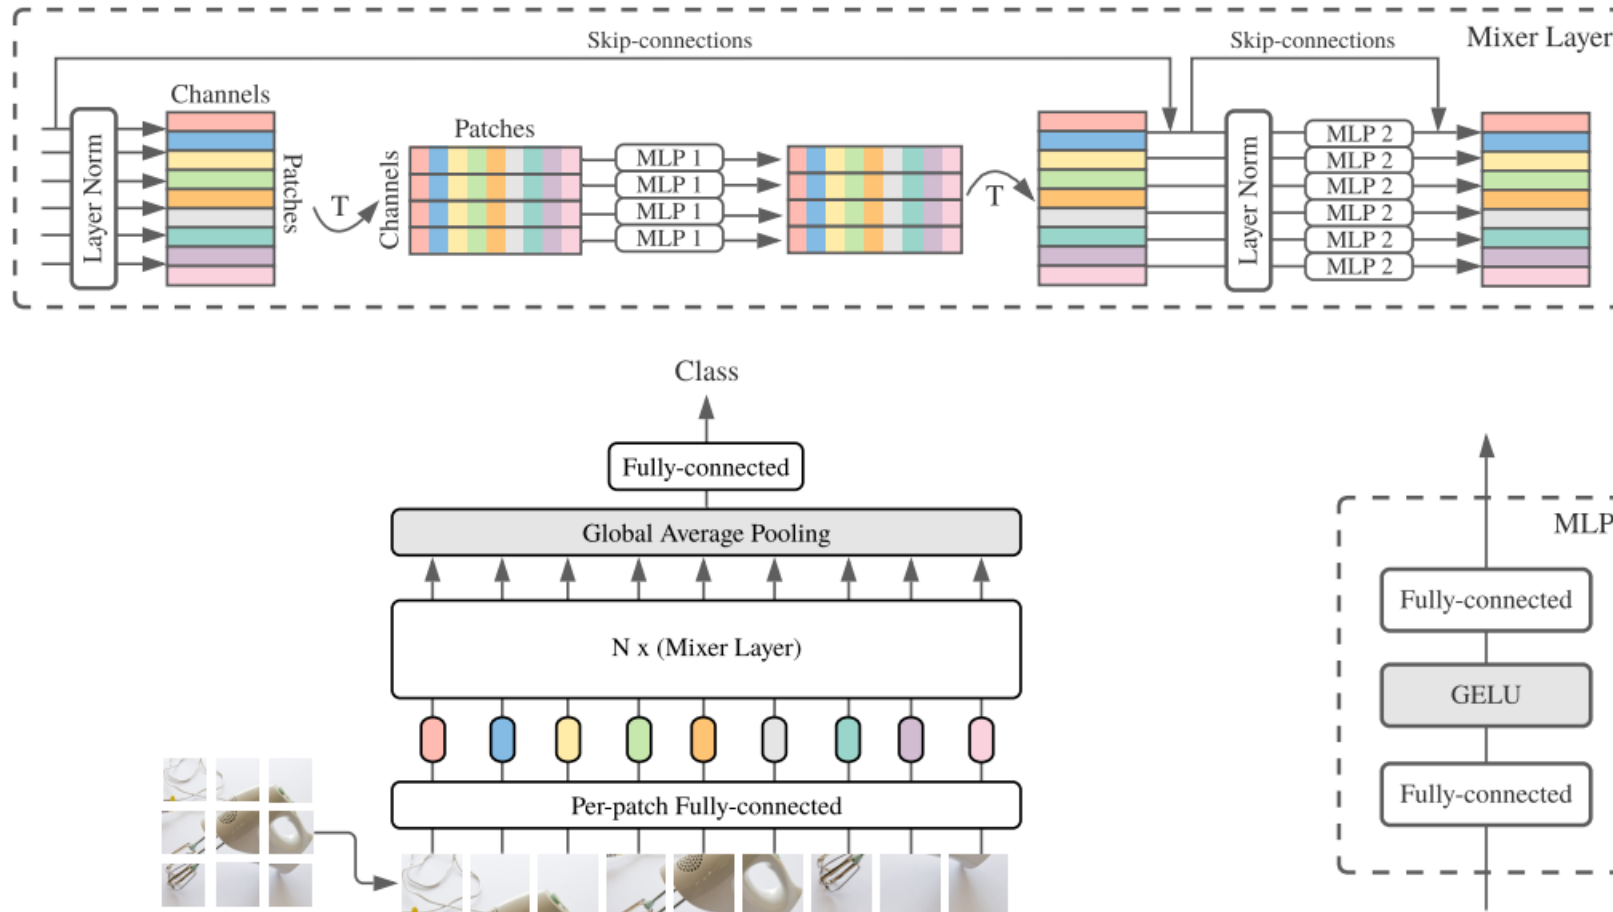 Skip-connections
Skip-connections
Mixer Layer
Channels
Patches
Layer Norm
Patches
T
Channels
MLP 1
MLP 1
MLP 1
MLP 1
T
Layer Norm
MLP 2
MLP 2
MLP 2
MLP 2
MLP 2
MLP 2
Class
Fully-connected
Global Average Pooling
N x (Mixer Layer)
Per-patch Fully-connected
MLP
Fully-connected
GELU
Fully-connected